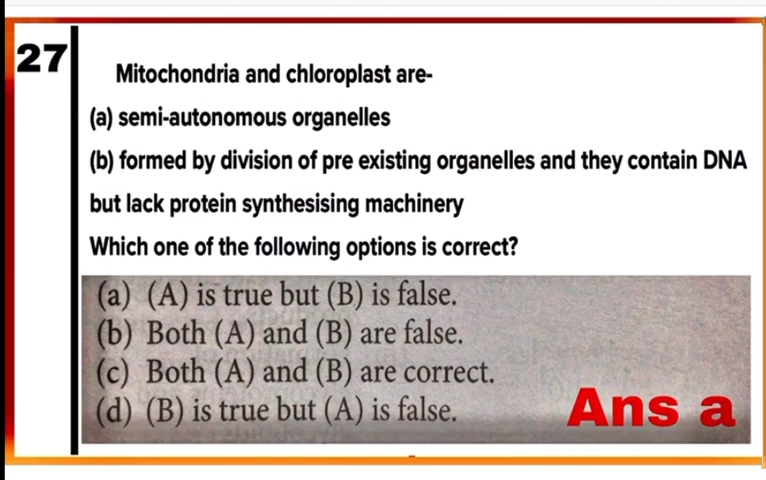 27
Mitochondria and chloroplast are-
(a) semi-autonomous organelles
(b) formed by division of pre existing organelles and they contain DNA
but lack protein synthesising machinery
Which one of the following options is correct?
(a) (A) is true but (B) is false.
(b) Both (A) and (B) are false.
(c) Both (A) and (B) are correct.
(d) (B) is true but (A) is false.
Ans a